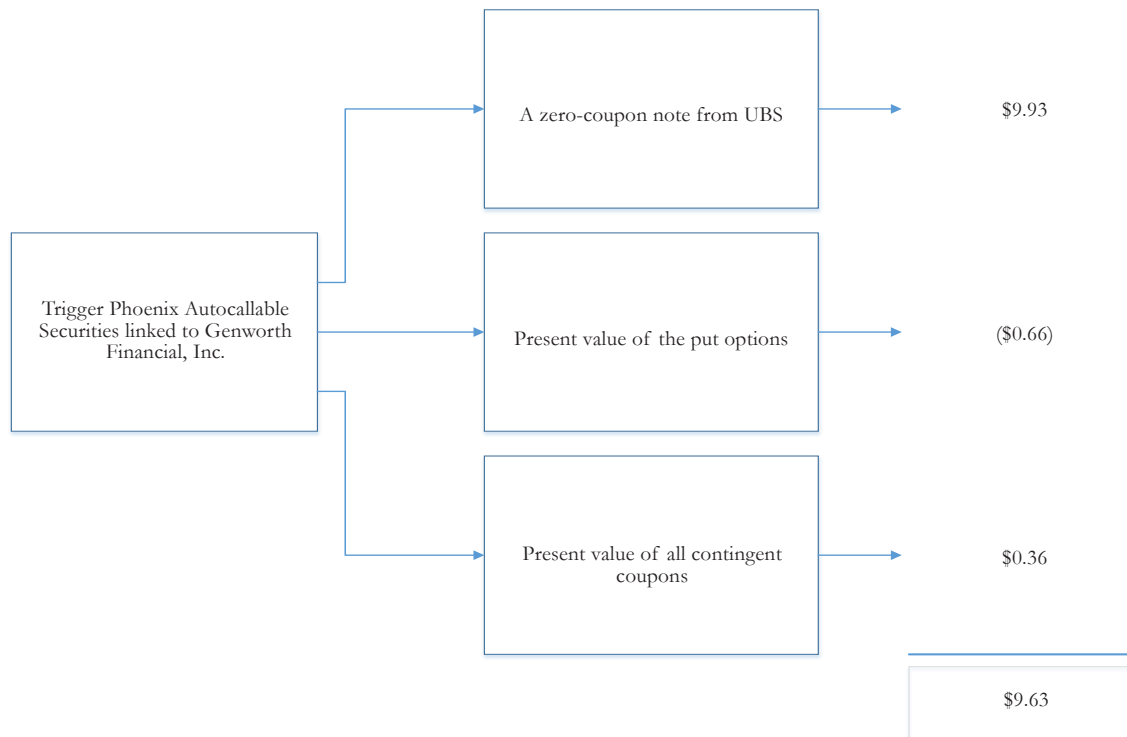 A zero-coupon note from UBS
$9.93
Trigger Phoenix Autocallable
Securities linked to Genworth
Financial, Inc.
Present value of the put options
($0.66)
Present value of all contingent
coupons
$0.36
$9.63